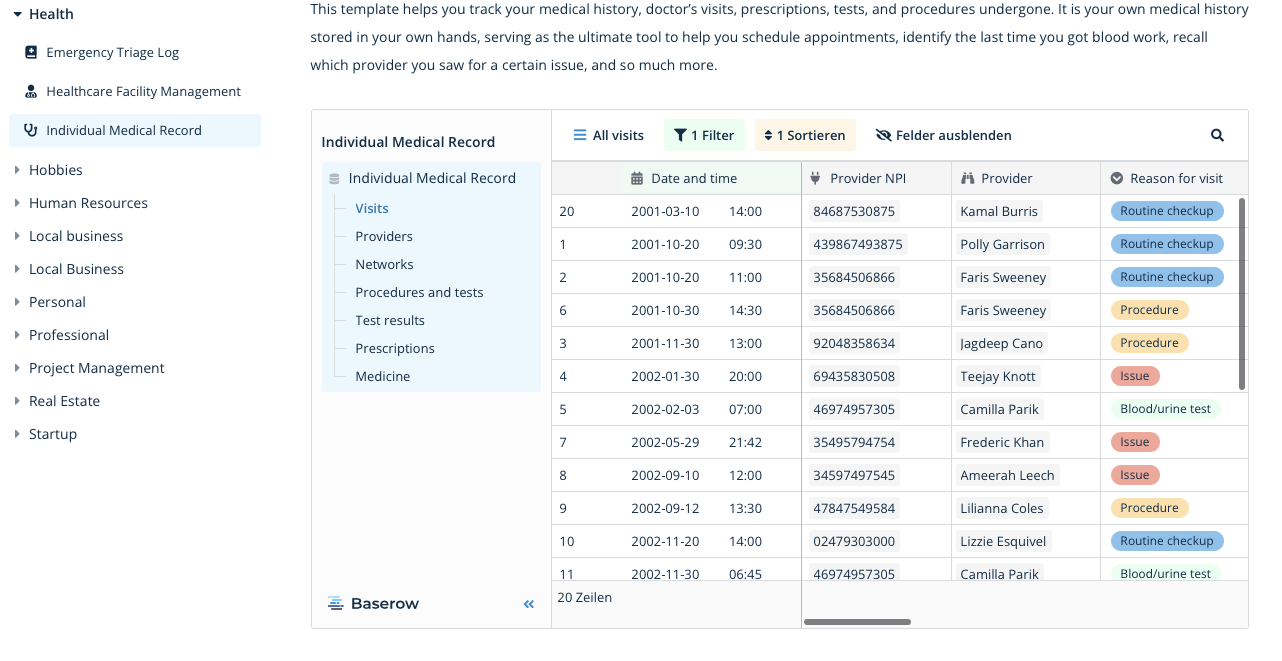 Health
Emergency Triage Log
Healthcare Facility Management
Individual Medical Record
Hobbies
Human Resources
Local business
Local Business
Personal
Professional
Project Management
Real Estate
Startup
This template helps you track your medical history, doctor’s visits, prescriptions, tests, and procedures undergone. It is your own medical history
stored in your own hands, serving as the ultimate tool to help you schedule appointments, identify the last time you got blood work, recall
which provider you saw for a certain issue, and so much more.
Individual Medical Record
Individual Medical Record
Visits
Providers
Networks
Procedures and tests
Test results
Prescriptions
Medicine
Baserow
All visits 1 Filter 1 Sortieren Felder ausblenden
Date and time Provider NPI Provider Reason for visit
20 2001-03-10 14:00 84687530875 Kamal Burris Routine checkup
1 2001-10-20 09:30 439867493875 Polly Garrison Routine checkup
2 2001-10-20 11:00 35684506866 Faris Sweeney Routine checkup
6 2001-10-30 14:30 35684506866 Faris Sweeney Procedure
3 2001-11-30 13:00 92048358634 Jagdeep Cano Procedure
4 2002-01-30 20:00 69435830508 Teejay Knott Issue
5 2002-02-03 07:00 46974957305 Camilla Parik Blood/urine test
7 2002-05-29 21:42 35495794754 Frederic Khan Issue
8 2002-09-10 12:00 34597497545 Ameerah Leech Issue
9 2002-09-12 13:30 47847549584 Lilianna Coles Procedure
10 2002-11-20 14:00 02479303000 Lizzie Esquivel Routine checkup
11 2002-11-30 06:45 46974957305 Camilla Parik Blood/urine test
20 Zeilen